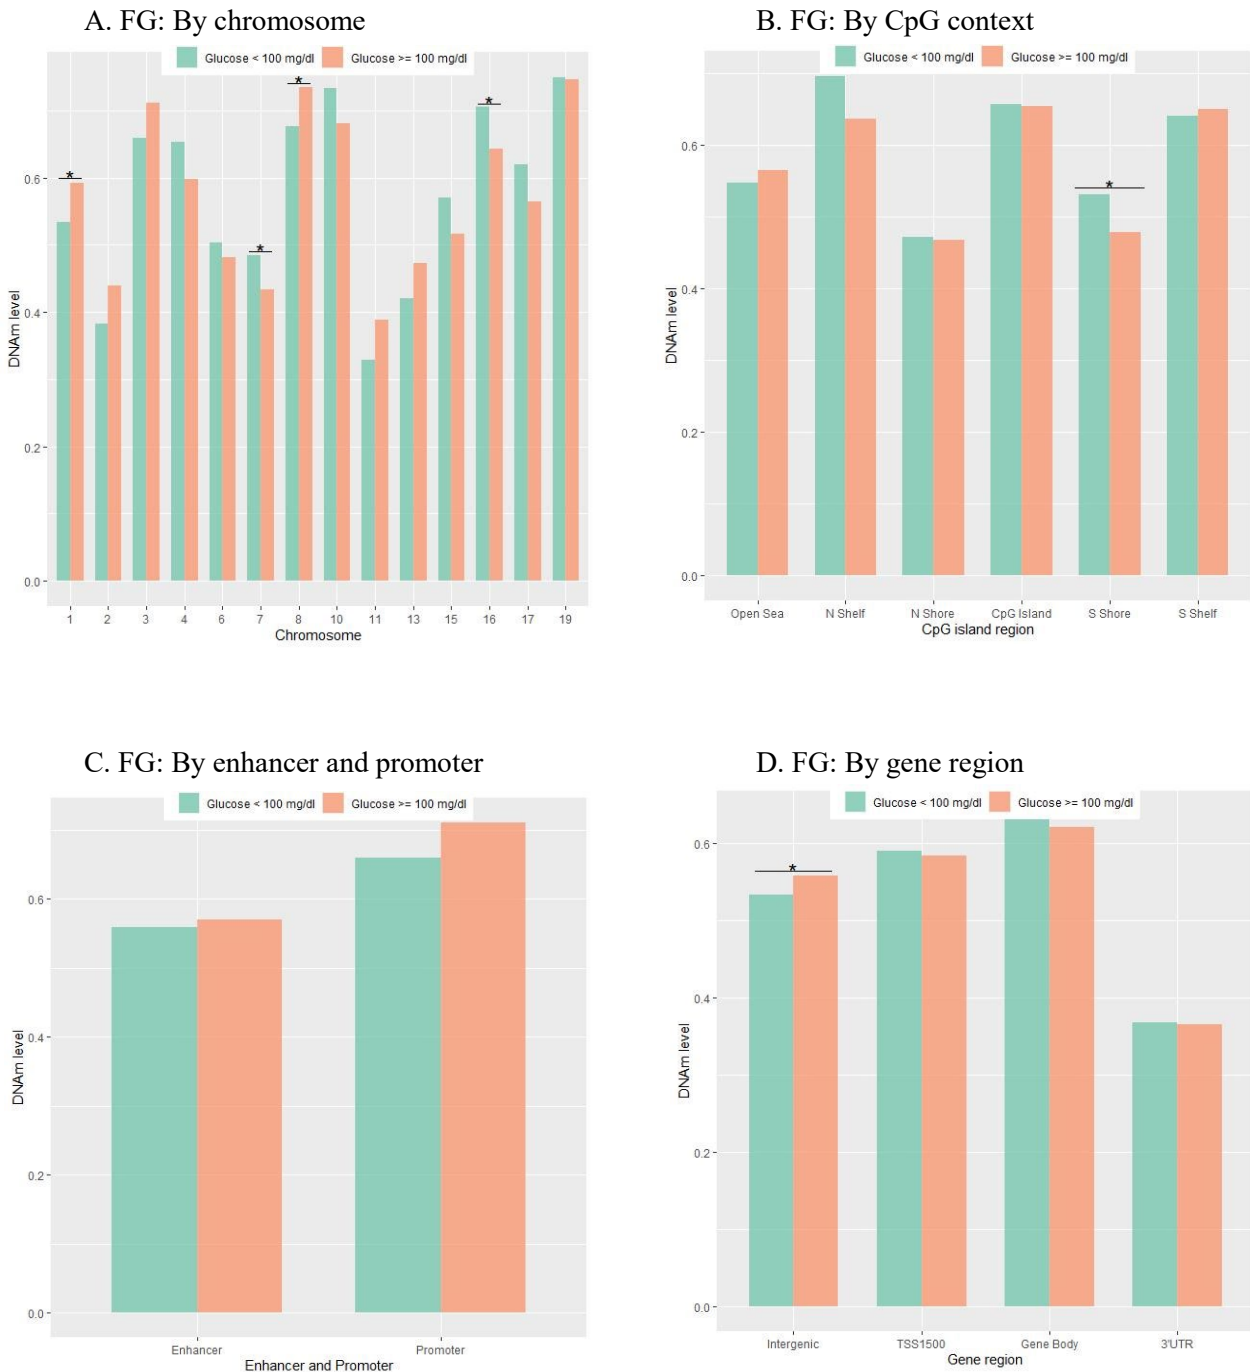 A. FG: By chromosome
Glucose < 100 mg/dl Glucose >= 100 mg/dl
* * * *
0.6
0.4
0.2
0.0
DNAm level
1 2 3 4 6 7 8 10 11 13 15 16 17 19
Chromosome
B. FG: By CpG context
Glucose < 100 mg/dl Glucose >= 100 mg/dl
*
0.6
0.4
0.2
0.0
DNAm level
Open Sea N Shelf N Shore CpG Island S Shore S Shelf
CpG island region
C. FG: By enhancer and promoter
Glucose < 100 mg/dl Glucose >= 100 mg/dl
0.6
0.4
0.2
0.0
DNAm level
Enhancer Promoter
Enhancer and Promoter
D. FG: By gene region
Glucose < 100 mg/dl Glucose >= 100 mg/dl
*
0.6
0.4
0.2
0.0
DNAm level
Intergenic TSS1500 Gene Body 3'UTR
Gene region